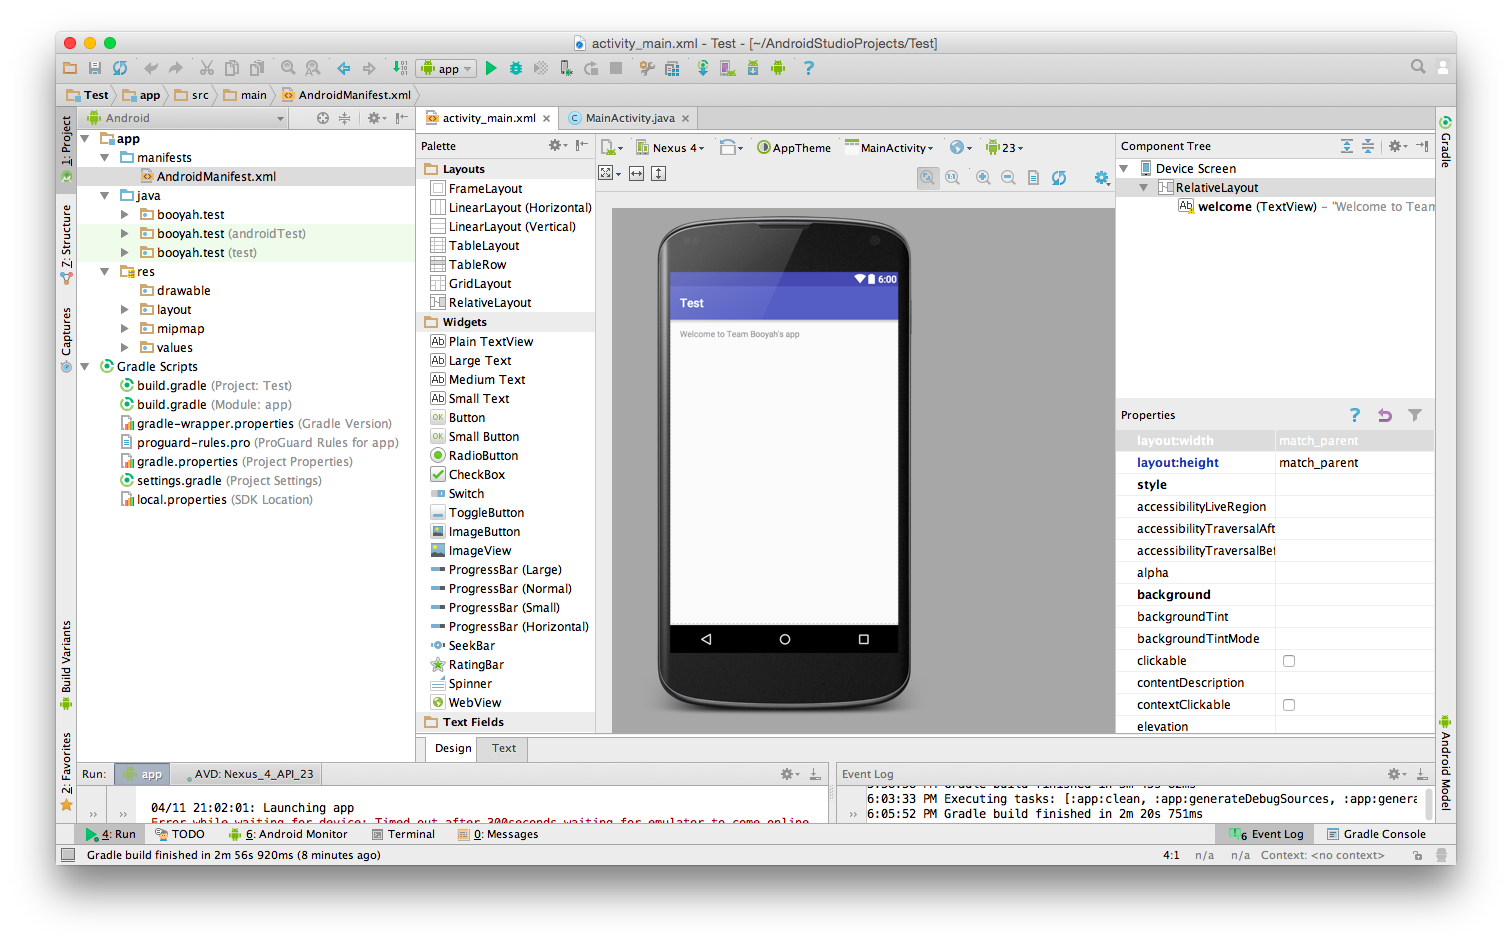 activity_main.xml - Test - [~/AndroidStudioProjects/Test]
app
Test app src main AndroidManifest.xml
1: Project
Z: Structure
Captures
Build Variants
2: Favorites
Android
app
manifests
AndroidManifest.xml
java
booyah.test
booyah.test (androidTest)
booyah.test (test)
res
drawable
layout
mipmap
values
Gradle Scripts
build.gradle (Project: Test)
build.gradle (Module: app)
gradle-wrapper.properties (Gradle Version)
proguard-rules.pro (ProGuard Rules for app)
gradle.properties (Project Properties)
settings.gradle (Project Settings)
local.properties (SDK Location)
activity_main.xml MainActivity.java
Palette
Layouts
FrameLayout
LinearLayout (Horizontal)
LinearLayout (Vertical)
TableLayout
TableRow
GridLayout
RelativeLayout
Widgets
Ab Plain TextView
Ab Large Text
Ab Medium Text
Ab Small Text
OK Button
OK Small Button
RadioButton
CheckBox
Switch
ToggleButton
ImageButton
ImageView
ProgressBar (Large)
ProgressBar (Normal)
ProgressBar (Small)
ProgressBar (Horizontal)
SeekBar
RatingBar
Spinner
WebView
Text Fields
Nexus 4 AppTheme MainActivity 23
6:00
Test
Welcome to Team Booyah's app
Design Text
Component Tree
Device Screen
RelativeLayout
Ab welcome (TextView) – "Welcome to Team
Properties
layout:width match_parent
layout:height match_parent
style
accessibilityLiveRegion
accessibilityTraversalAft
accessibilityTraversalBef
alpha
background
backgroundTint
backgroundTintMode
clickable
contentDescription
contextClickable
elevation
Gradle
Android Model
Run: app AVD: Nexus_4_API_23
04/11 21:02:01: Launching app
Error while waiting for device: Timed out after 300seconds waiting for emulator to come online
Event Log
6:03:33 PM Executing tasks: [:app:clean, :app:generateDebugSources, :app:genera
6:05:52 PM Gradle build finished in 2m 20s 751ms
4: Run TODO 6: Android Monitor Terminal 0: Messages 6 Event Log Gradle Console
Gradle build finished in 2m 56s 920ms (8 minutes ago) 4:1 n/a n/a Context: <no context>